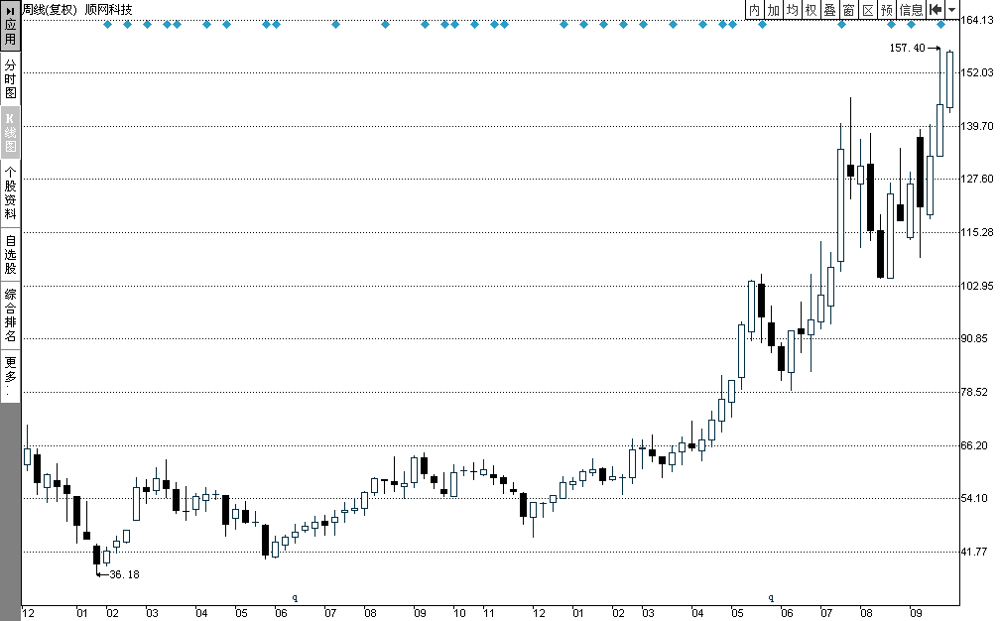 周线(复权) 顺网科技
内 加 均 权 叠 窗 区 预 信息
应用
分时图
K线图
个股资料
自选股
综合排名
更多
164.13
157.40
152.03
139.70
127.60
115.28
102.95
90.85
78.52
66.20
54.10
41.77
36.18
q q
12 01 02 03 04 05 06 07 08 09 10 11 12 01 02 03 04 05 06 07 08 09